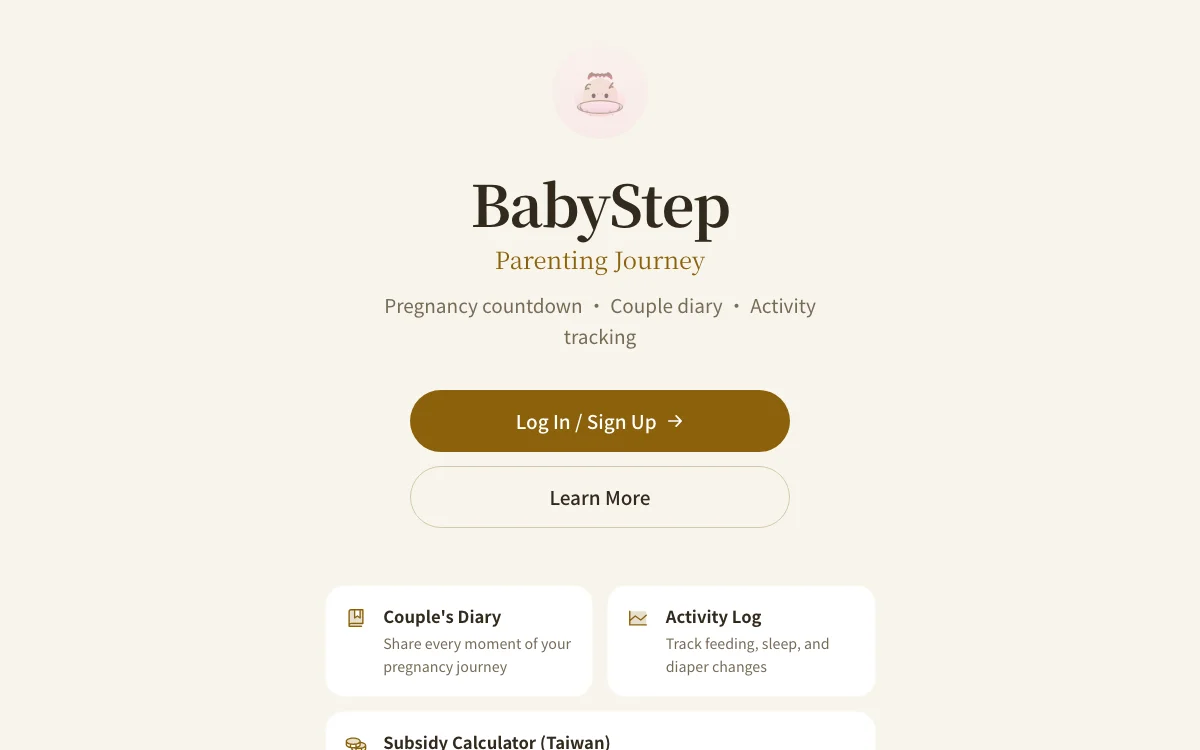 BabyStep
Parenting Journey
Pregnancy countdown ・ Couple diary ・ Activity
tracking
Log In / Sign Up →
Learn More
Couple's Diary
Share every moment of your
pregnancy journey
Activity Log
Track feeding, sleep, and
diaper changes
Subsidy Calculator (Taiwan)